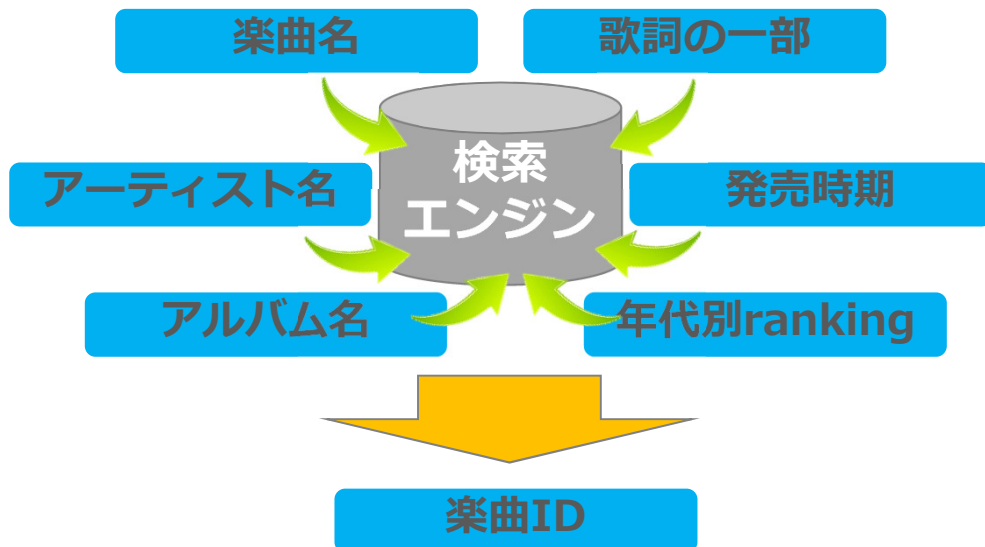 楽曲名
歌詞の一部
検索
エンジン
アーティスト名
発売時期
アルバム名
年代別ranking
楽曲ID